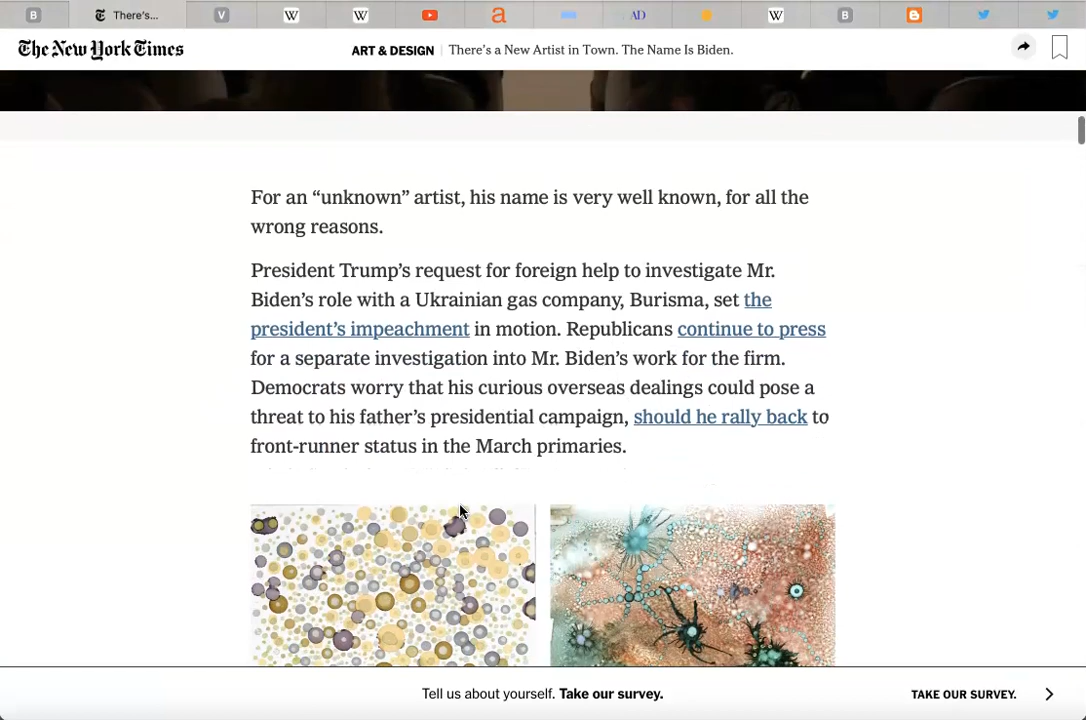 B
There's...
V
W
W
a
AD
W
B
The New York Times
ART & DESIGN | There's a New Artist in Town. The Name Is Biden.
For an “unknown” artist, his name is very well known, for all the
wrong reasons.
President Trump’s request for foreign help to investigate Mr.
Biden’s role with a Ukrainian gas company, Burisma, set the
president’s impeachment in motion. Republicans continue to press
for a separate investigation into Mr. Biden’s work for the firm.
Democrats worry that his curious overseas dealings could pose a
threat to his father’s presidential campaign, should he rally back to
front-runner status in the March primaries.
Tell us about yourself. Take our survey.
TAKE OUR SURVEY.